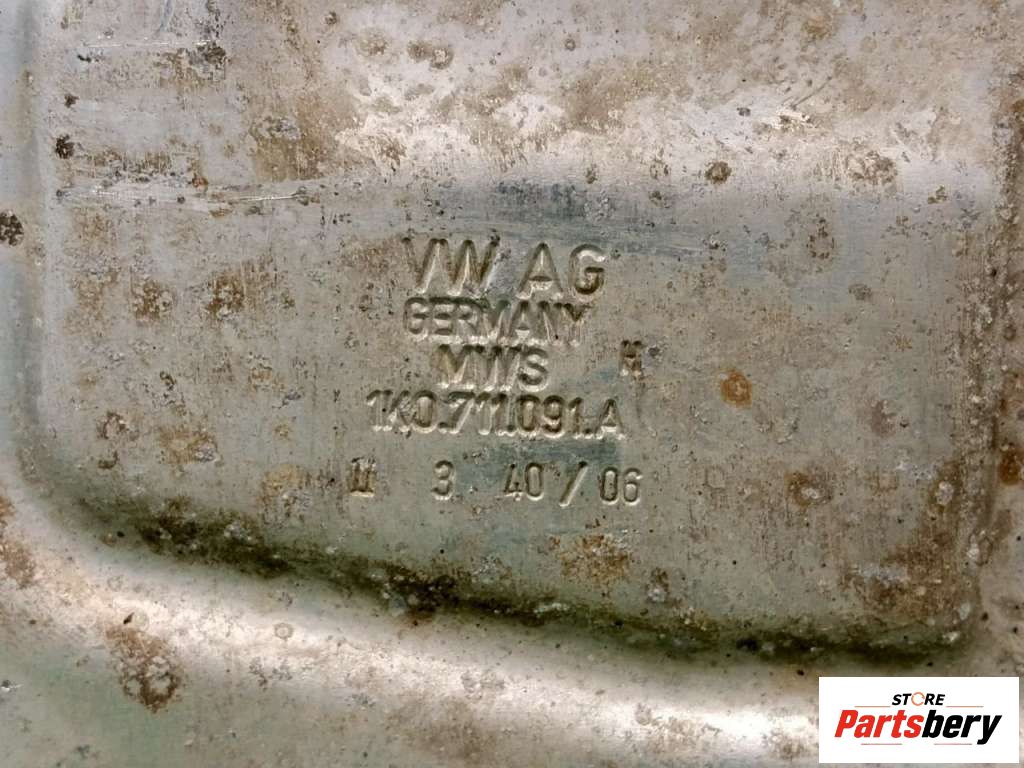 VW AG
GERMANY
MWS
H
1K0.711.091.A
3 40/06
STORE
Partsbery